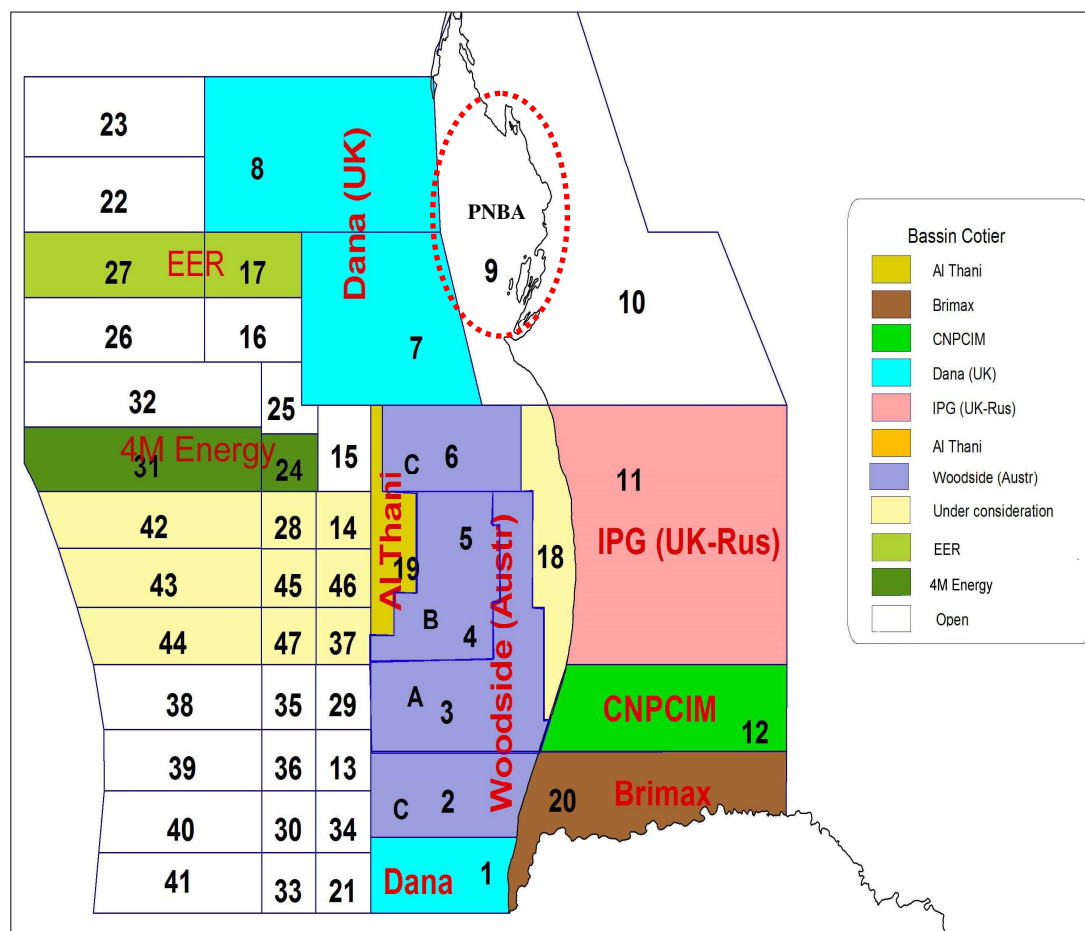 23
8
Dana (UK)
22
PNBA
27
EER
17
9
26
16
7
10
32
25
4M Energy
31
24
15
C
6
11
42
28
14
5
IPG (UK-Rus)
18
ALThani
19
Woodside (Austr)
43
45
46
B
4
44
47
37
38
35
29
A
3
CNPCIM
12
39
36
13
C
2
20
Brimax
40
30
34
41
33
21
Dana
1
Bassin Cotier
Al Thani
Brimax
CNPCIM
Dana (UK)
IPG (UK-Rus)
Al Thani
Woodside (Austr)
Under consideration
EER
4M Energy
Open